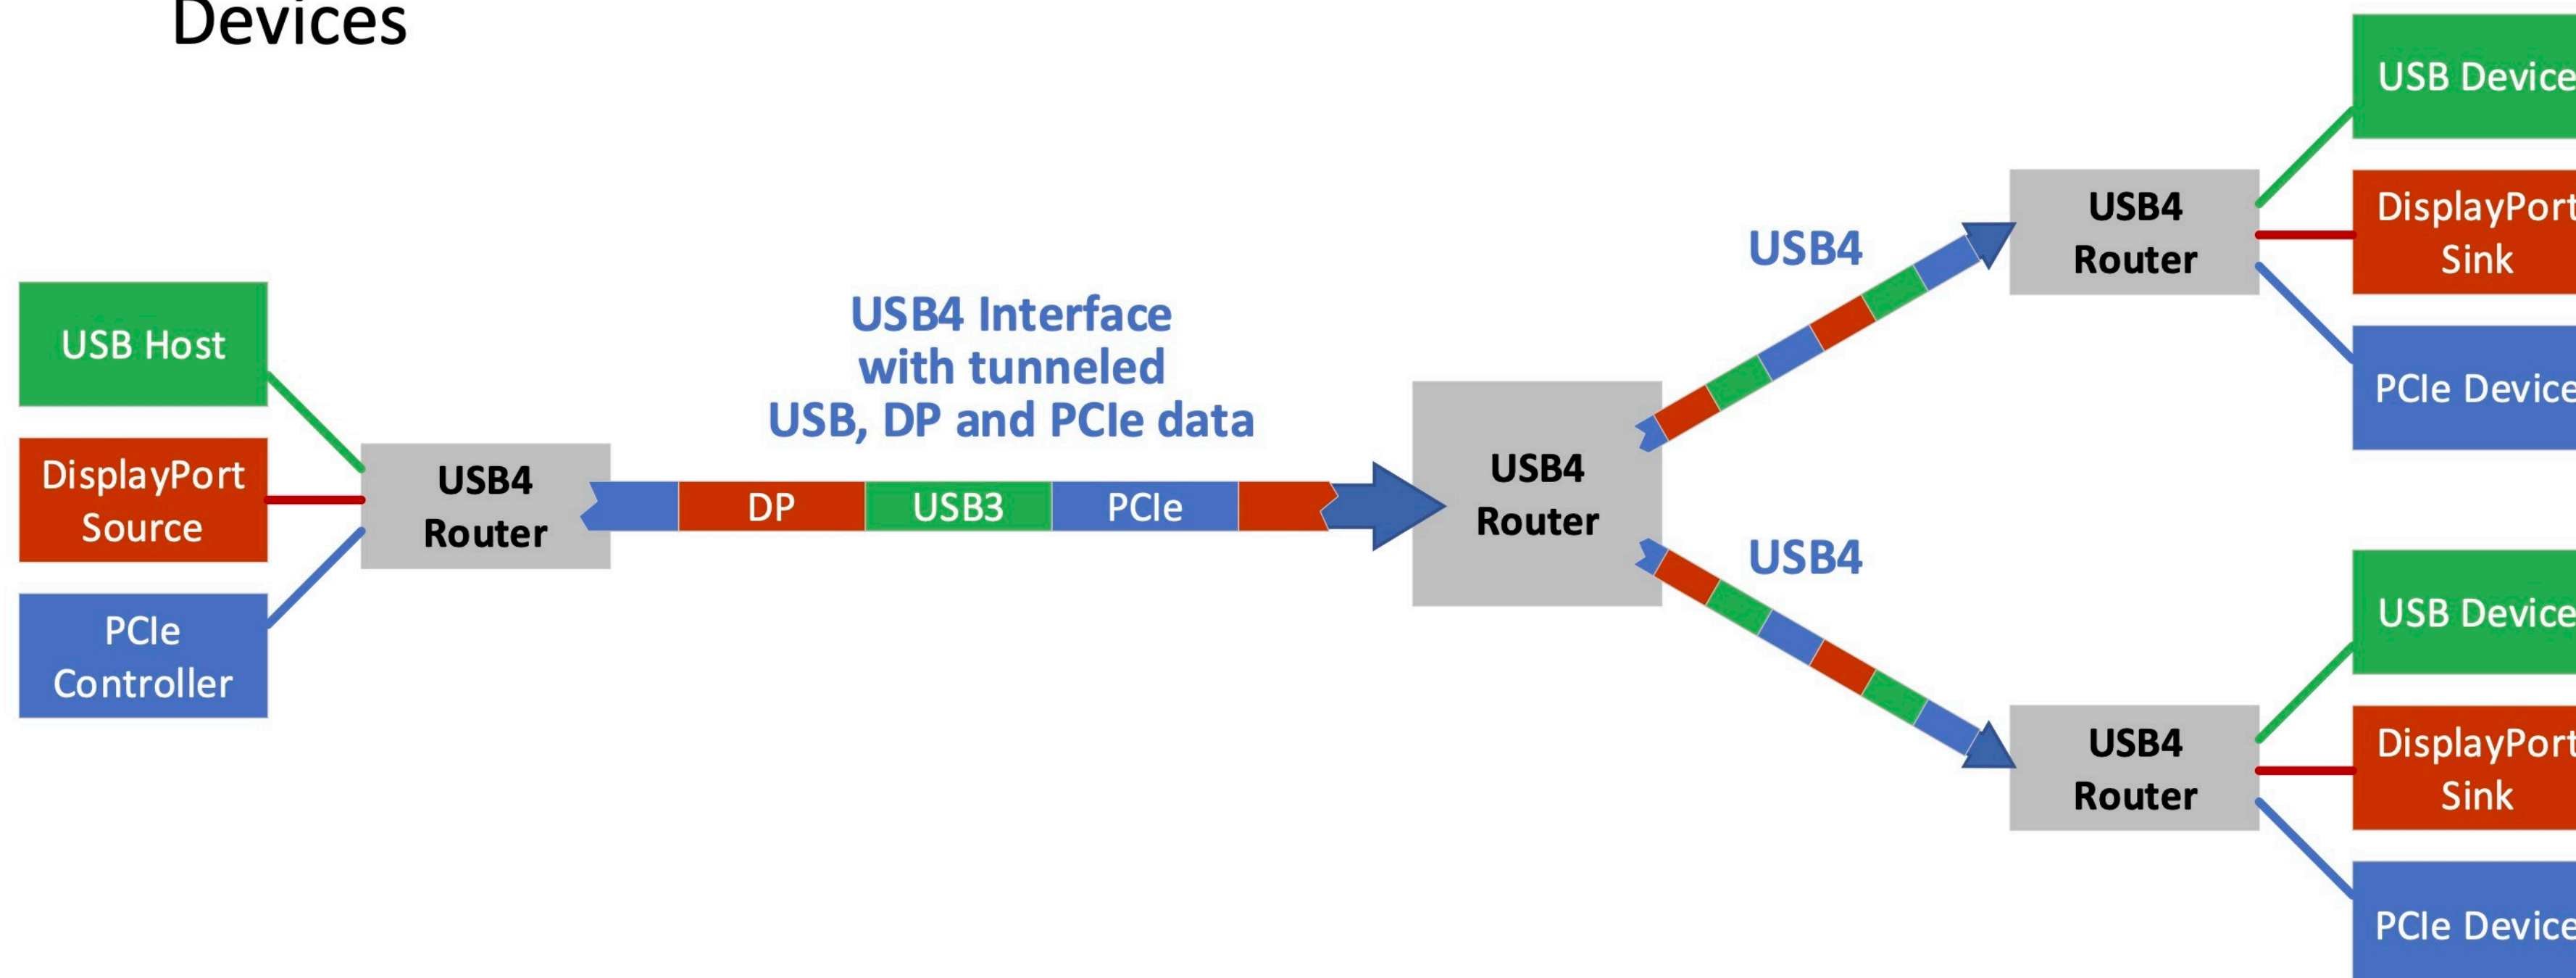 Devices
USB Host
DisplayPort
Source
PCIe
Controller
USB4
Router
USB4 Interface
with tunneled
USB, DP and PCIe data
DP
USB3
PCIe
USB4
Router
USB4
USB4
USB4
Router
USB Device
DisplayPort
Sink
PCIe Device
USB4
Router
USB Device
DisplayPort
Sink
PCIe Device